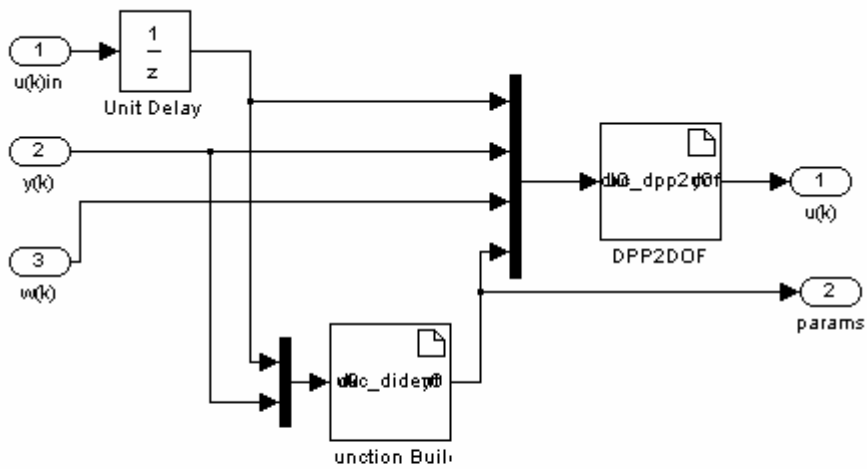 1
u(k)in
1
z
Unit Delay
2
y(k)
3
w(k)
DPP2DOF
1
u(k)
2
params
unction Buil